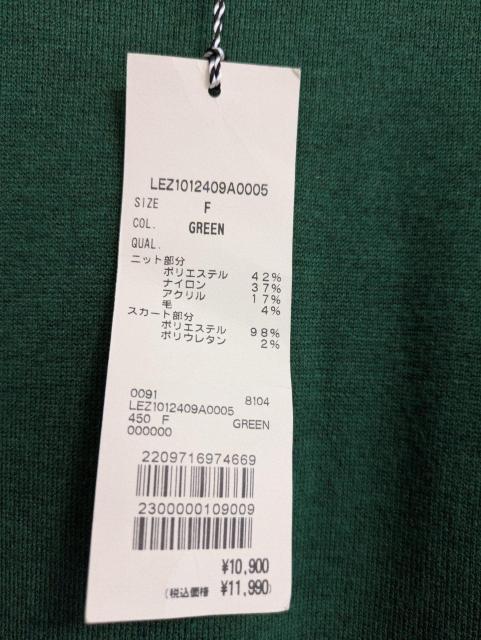 LEZ1012409A0005
SIZE F
COL. GREEN
QUAL.
ニット部分
ポリエステル 42%
ナイロン 37%
アクリル 17%
毛 4%
スカート部分
ポリエステル 98%
ポリウレタン 2%
0091 8104
LEZ1012409A0005
450 F GREEN
000000
2209716974669
2300000109009
¥10,900
(税込価格 ¥11,990)